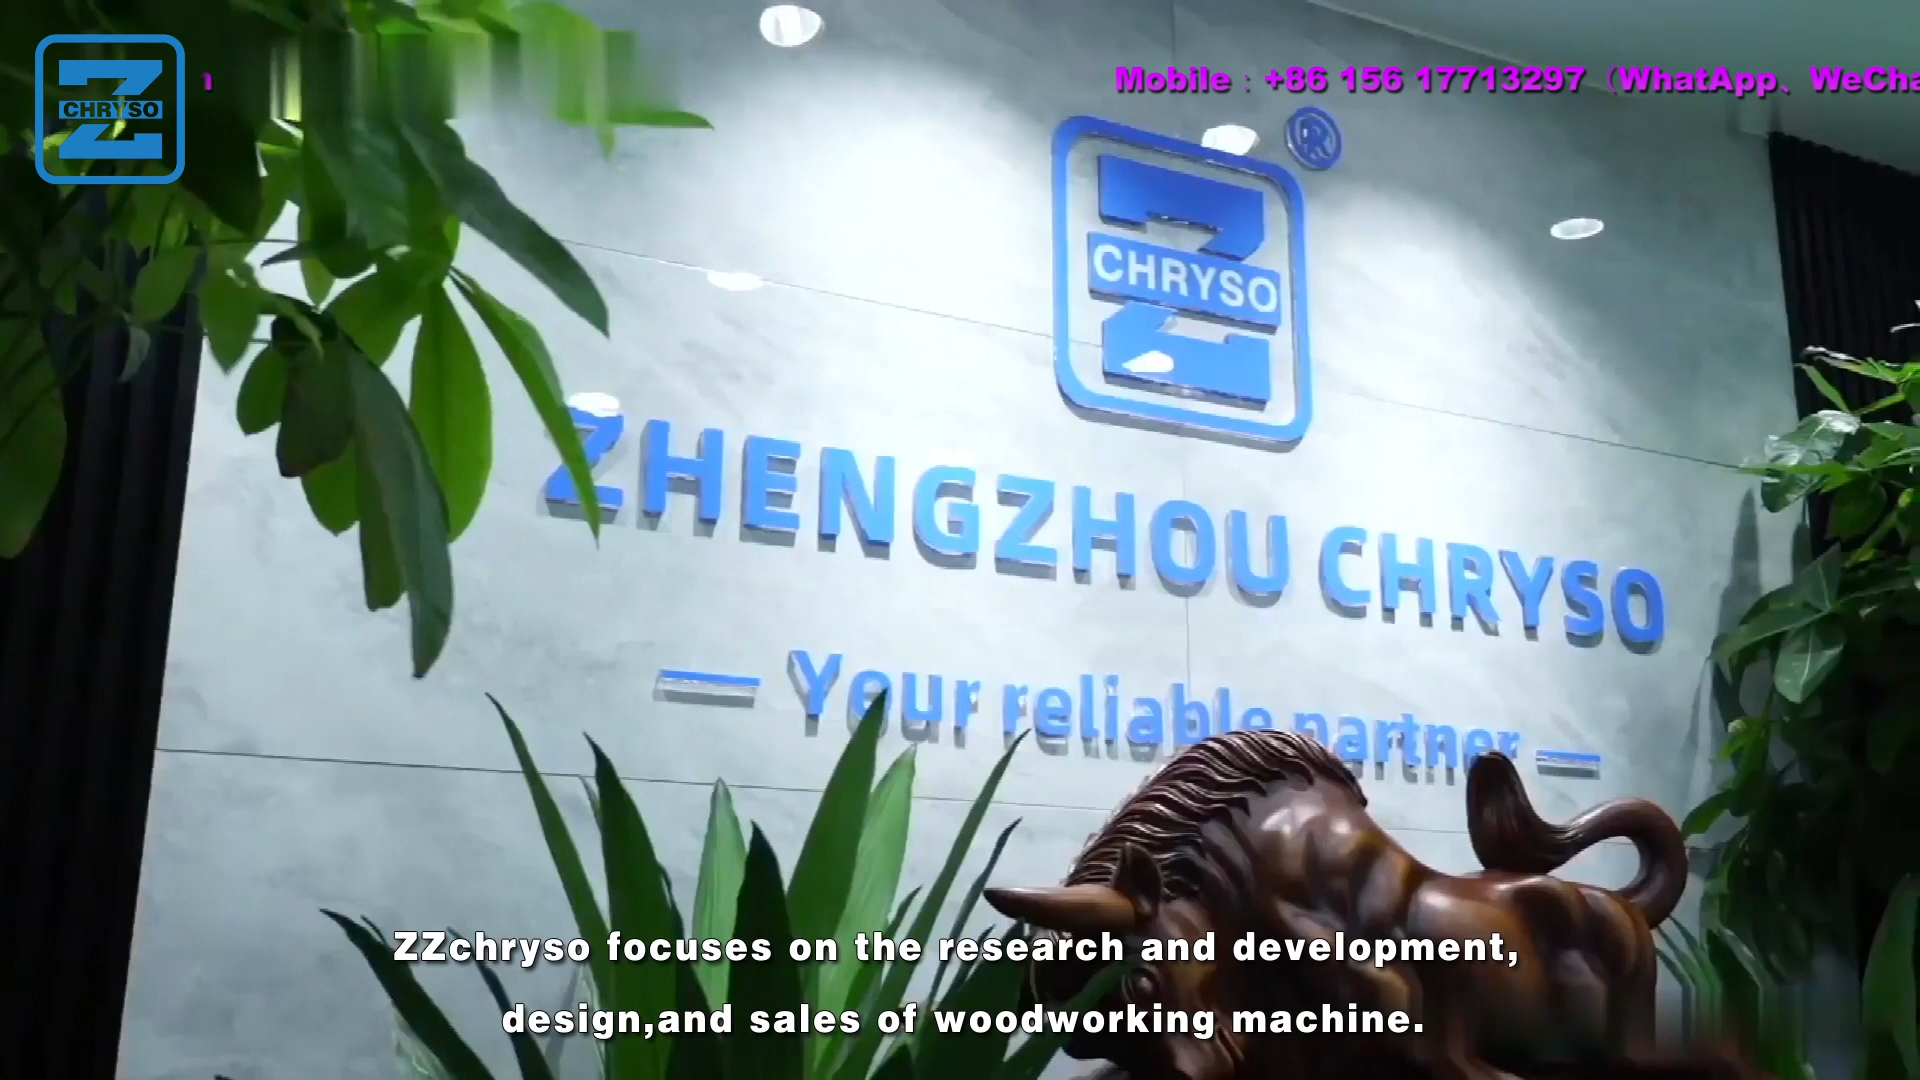 CHRYSO
Mobile：+86 156 17713297（WhatApp、WeCha
®
CHRYSO
ZHENGZHOU CHRYSO
— Your reliable partner —
ZZchryso focuses on the research and development,
design,and sales of woodworking machine.